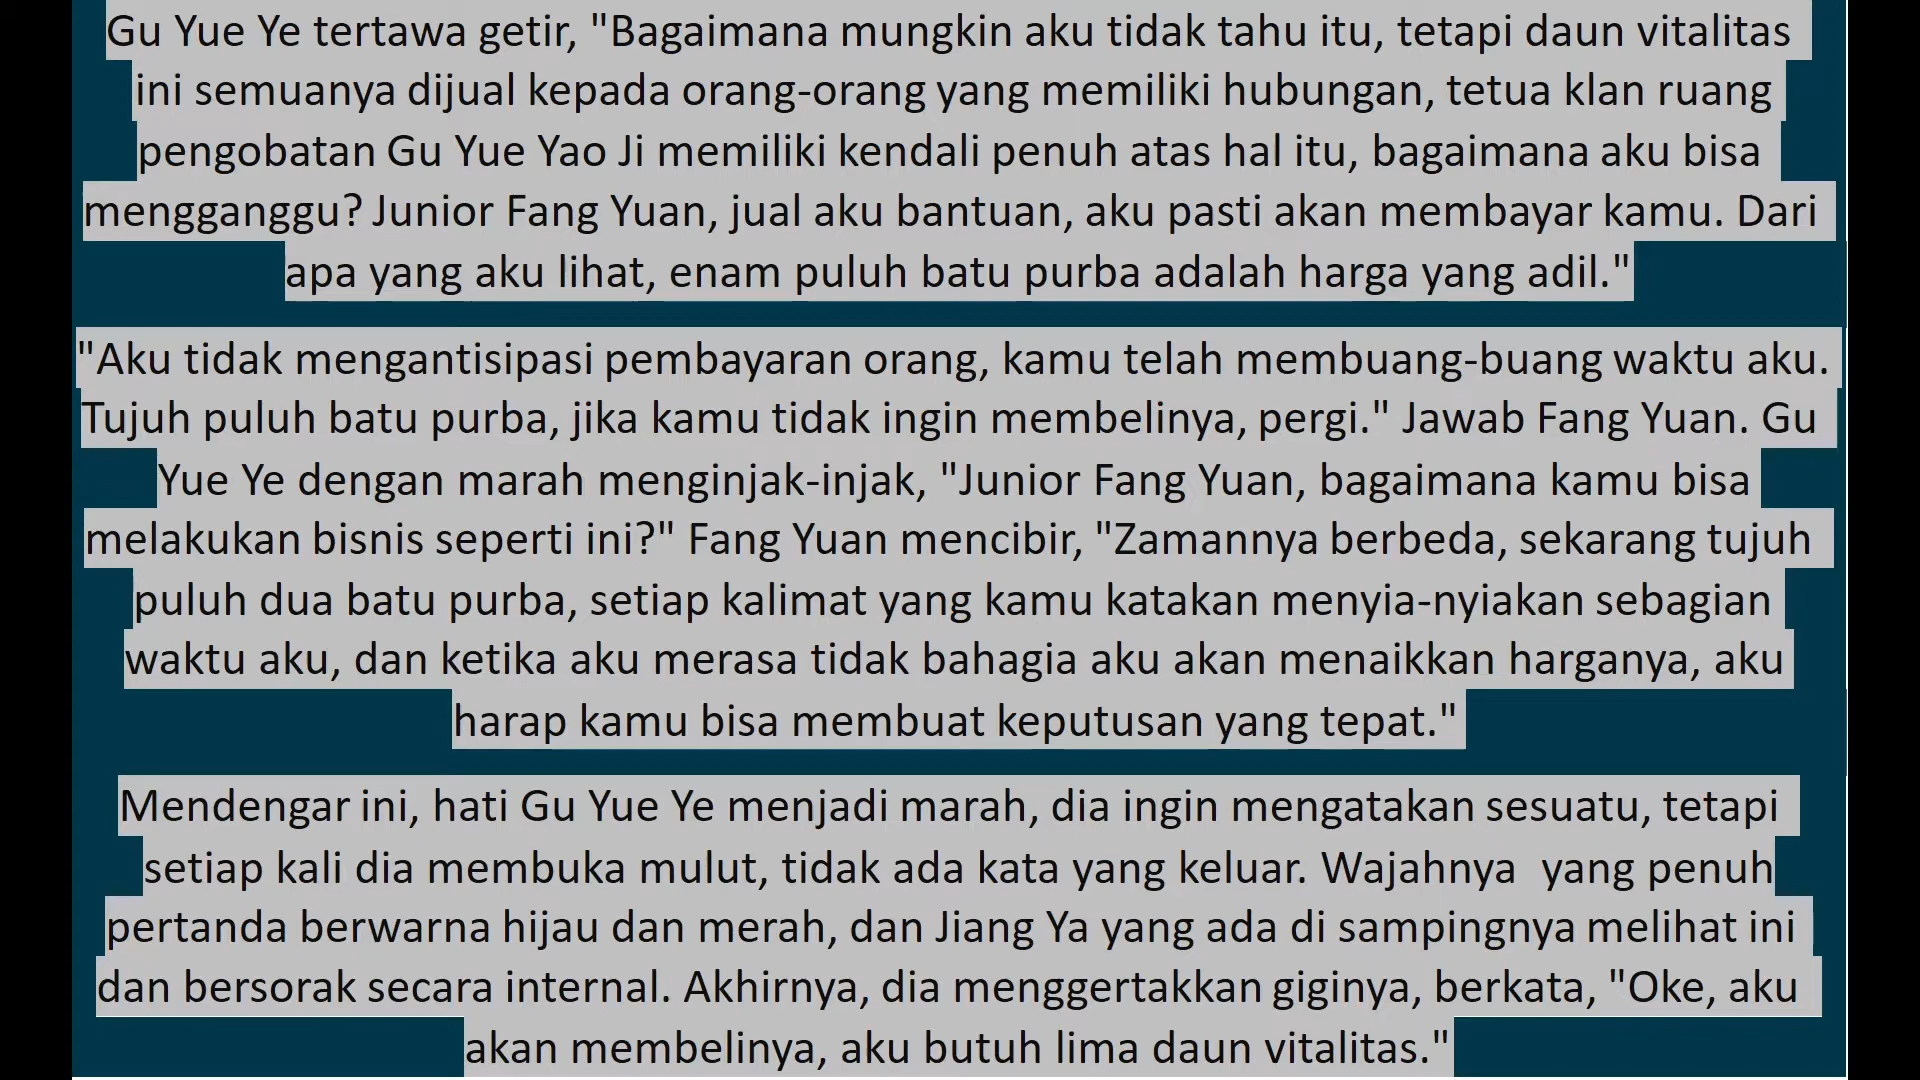 Gu Yue Ye tertawa getir, "Bagaimana mungkin aku tidak tahu itu, tetapi daun vitalitas
ini semuanya dijual kepada orang-orang yang memiliki hubungan, tetua klan ruang
pengobatan Gu Yue Yao Ji memiliki kendali penuh atas hal itu, bagaimana aku bisa
mengganggu? Junior Fang Yuan, jual aku bantuan, aku pasti akan membayar kamu. Dari
apa yang aku lihat, enam puluh batu purba adalah harga yang adil."
"Aku tidak mengantisipasi pembayaran orang, kamu telah membuang-buang waktu aku.
Tujuh puluh batu purba, jika kamu tidak ingin membelinya, pergi." Jawab Fang Yuan. Gu
Yue Ye dengan marah menginjak-injak, "Junior Fang Yuan, bagaimana kamu bisa
melakukan bisnis seperti ini?" Fang Yuan mencibir, "Zamannya berbeda, sekarang tujuh
puluh dua batu purba, setiap kalimat yang kamu katakan menyia-nyiakan sebagian
waktu aku, dan ketika aku merasa tidak bahagia aku akan menaikkan harganya, aku
harap kamu bisa membuat keputusan yang tepat."
Mendengar ini, hati Gu Yue Ye menjadi marah, dia ingin mengatakan sesuatu, tetapi
setiap kali dia membuka mulut, tidak ada kata yang keluar. Wajahnya  yang penuh
pertanda berwarna hijau dan merah, dan Jiang Ya yang ada di sampingnya melihat ini
dan bersorak secara internal. Akhirnya, dia menggertakkan giginya, berkata, "Oke, aku
akan membelinya, aku butuh lima daun vitalitas."